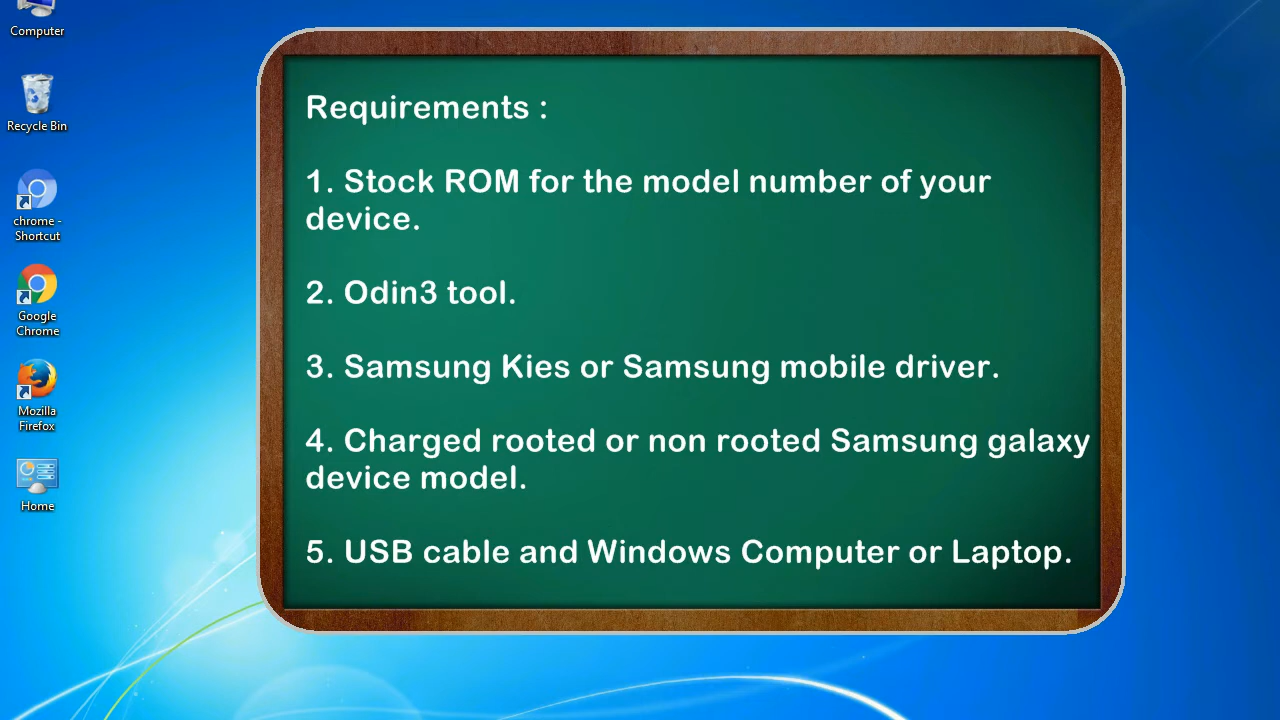 Computer
Recycle Bin
chrome -
Shortcut
Google
Chrome
Mozilla
Firefox
Home
Requirements :
1. Stock ROM for the model number of your
device.
2. Odin3 tool.
3. Samsung Kies or Samsung mobile driver.
4. Charged rooted or non rooted Samsung galaxy
device model.
5. USB cable and Windows Computer or Laptop.